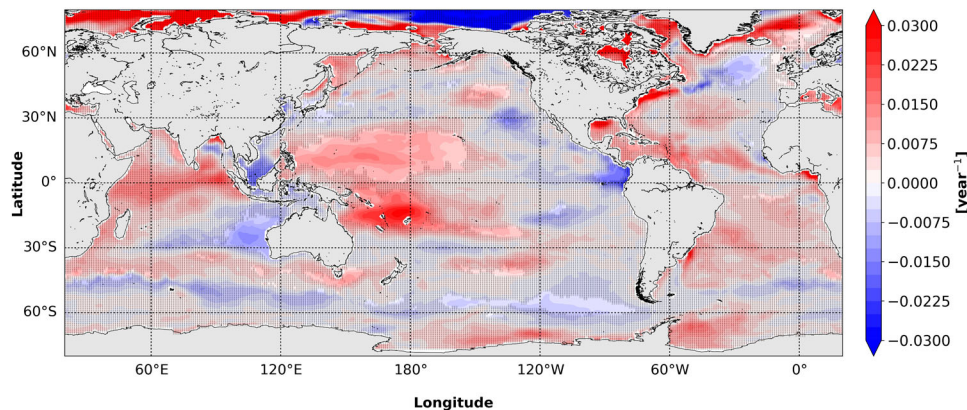 60°N
30°N
0°
30°S
60°S
Latitude
60°E
120°E
180°
120°W
60°W
0°
Longitude
0.0300
0.0225
0.0150
0.0075
0.0000
−0.0075
−0.0150
−0.0225
−0.0300
[year⁻¹]